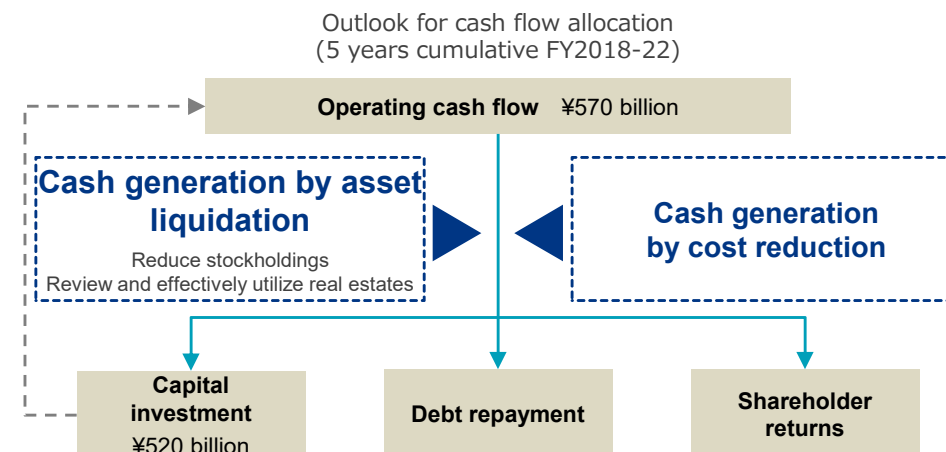 Outlook for cash flow allocation
(5 years cumulative FY2018-22)
Operating cash flow ¥570 billion
Cash generation by asset
liquidation
Reduce stockholdings
Review and effectively utilize real estates
Cash generation
by cost reduction
Capital
investment
¥520 billion
Debt repayment
Shareholder
returns